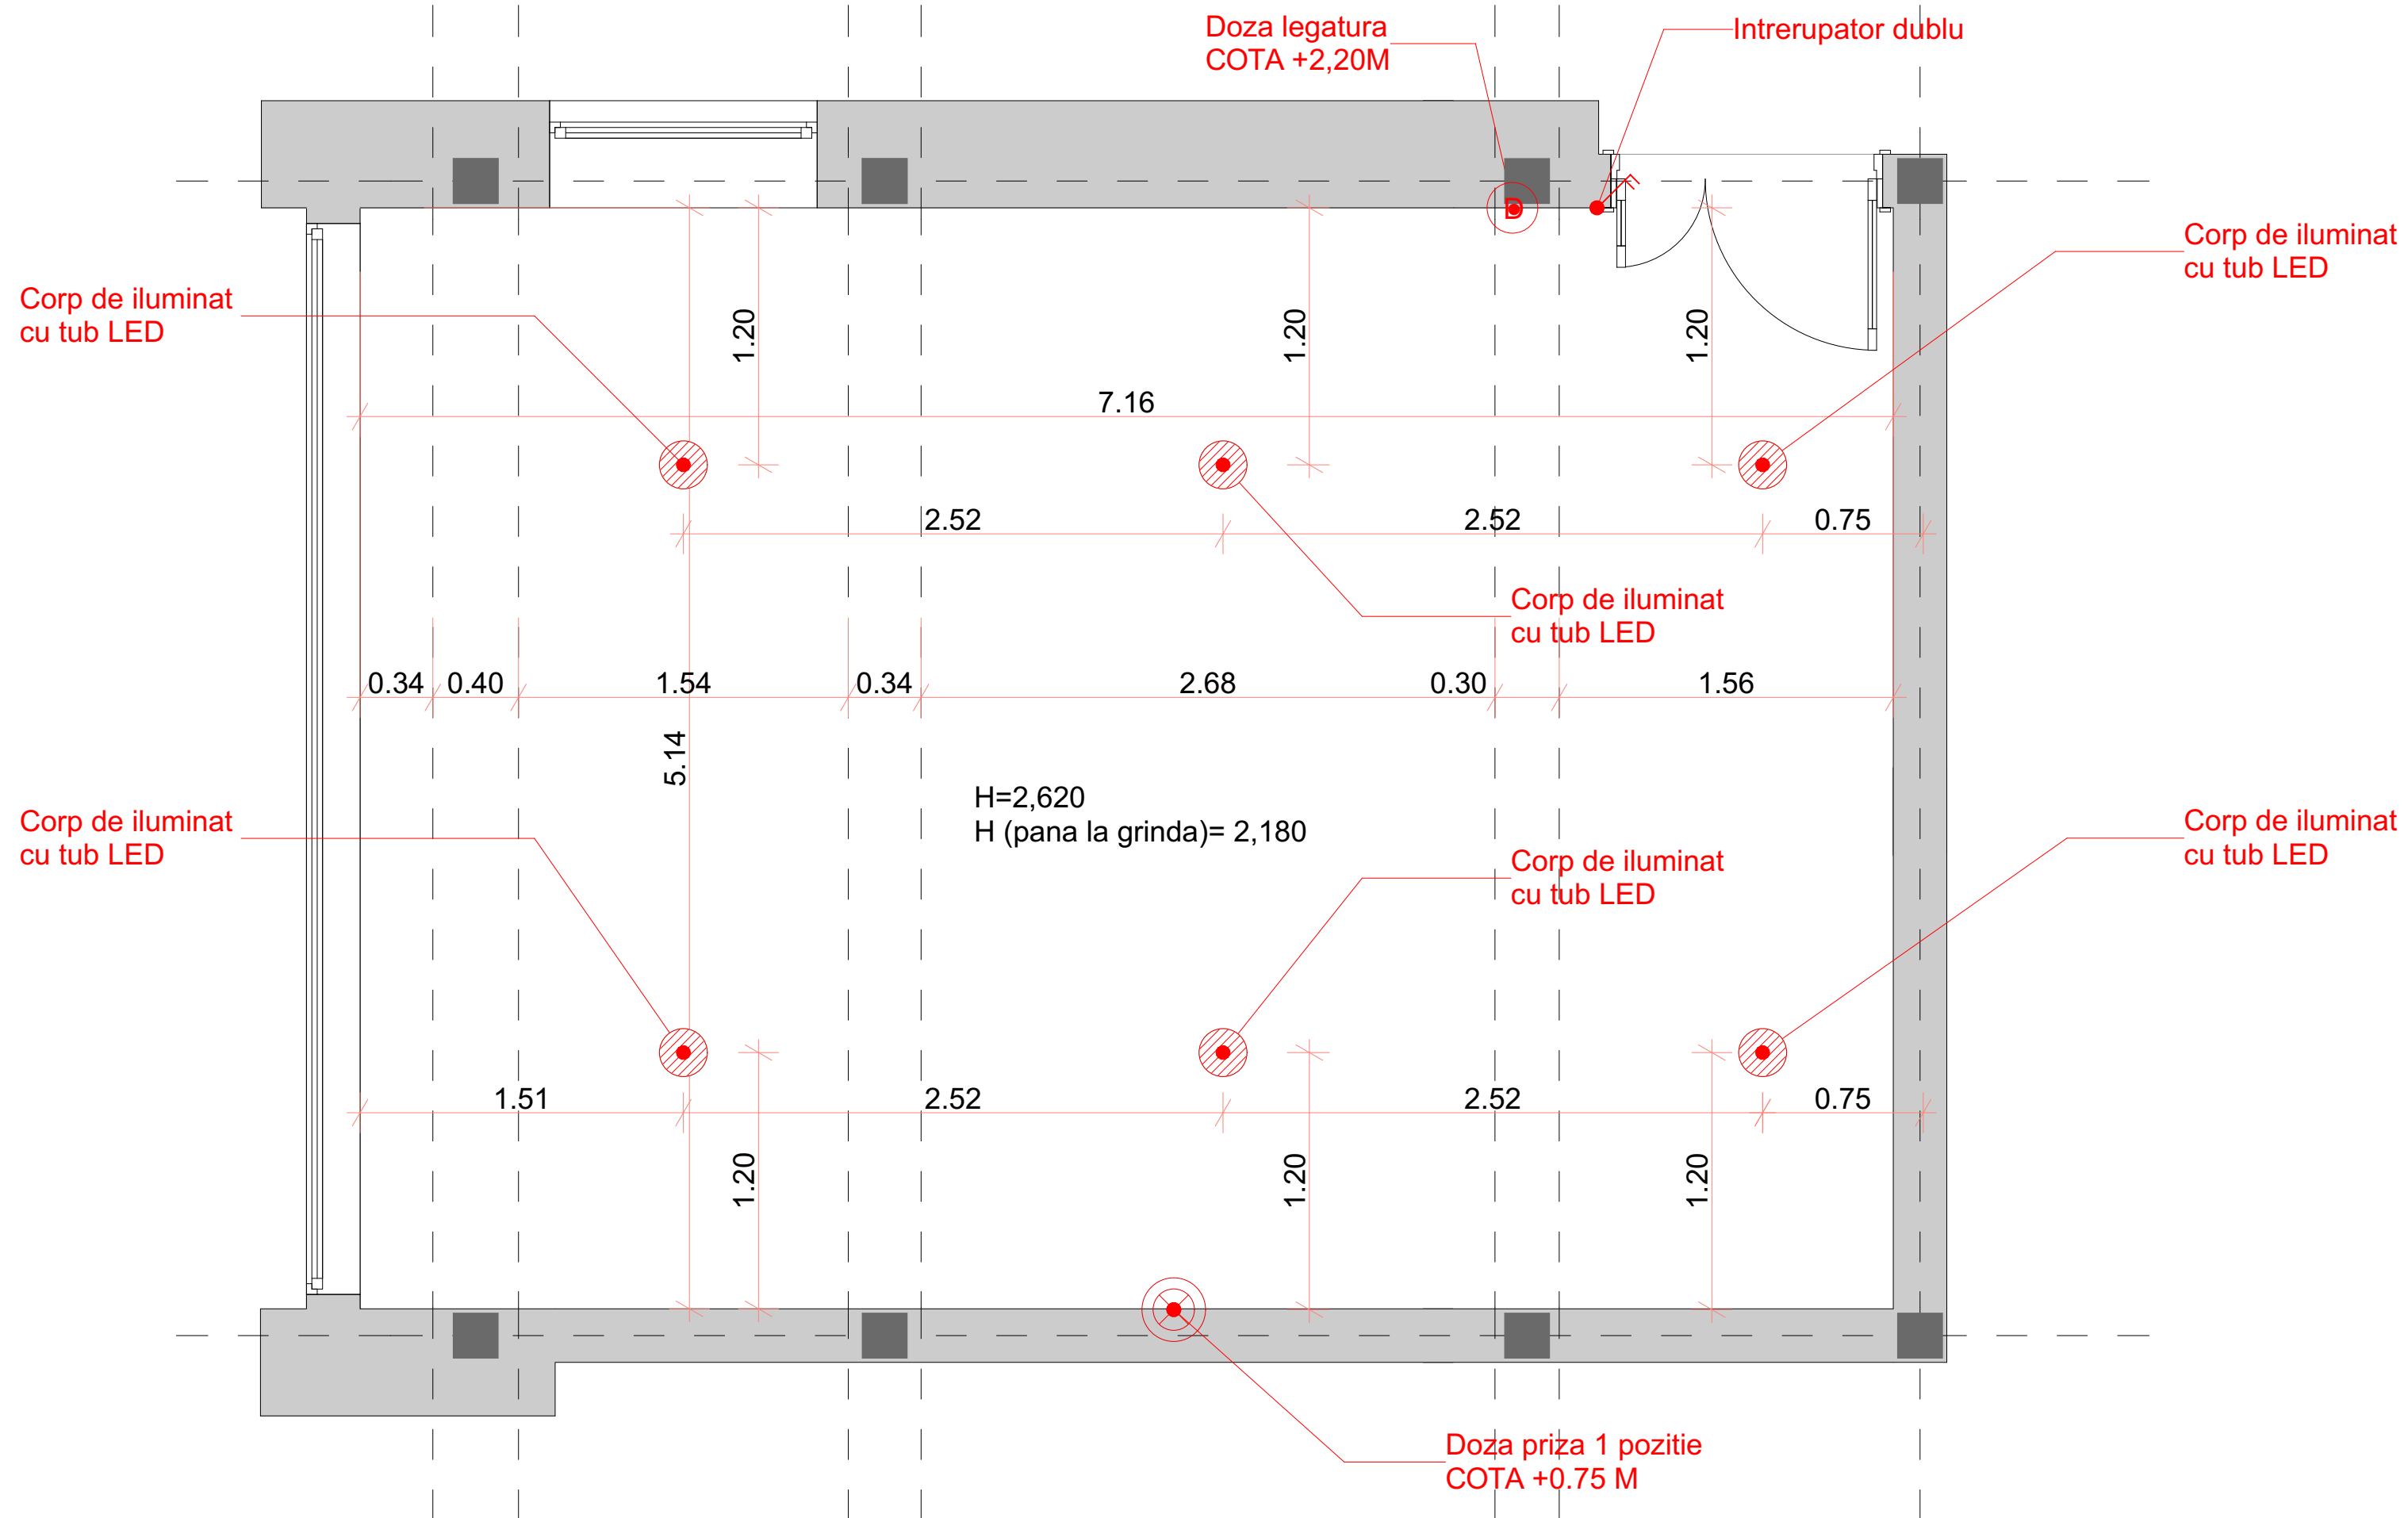 Doza legatura
COTA +2,20M
Intrerupator dublu
D
Corp de iluminat
cu tub LED
Corp de iluminat
cu tub LED
1.20
1.20
1.20
7.16
2.52
2.52
0.75
Corp de iluminat
cu tub LED
0.34
0.40
1.54
0.34
2.68
0.30
1.56
5.14
H=2,620
H (pana la grinda)= 2,180
Corp de iluminat
cu tub LED
Corp de iluminat
cu tub LED
Corp de iluminat
cu tub LED
1.51
2.52
2.52
0.75
1.20
1.20
1.20
Doza priza 1 pozitie
COTA +0.75 M